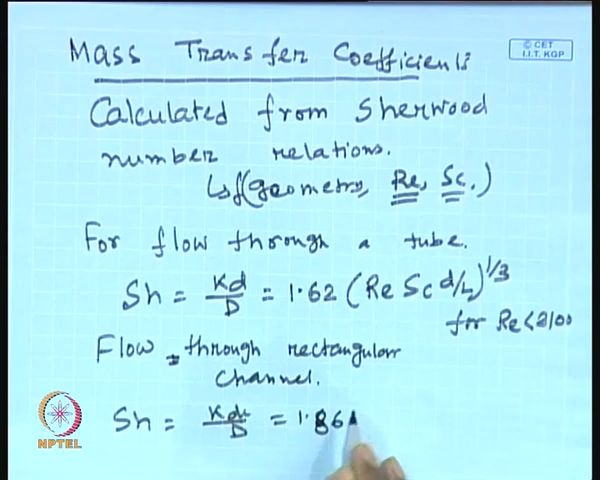 Mass Transfer Coefficients:
© CET
I.I.T. KGP
Calculated from Sherwood
number relations.
↳ f(geometry, Re, Sc.)
For flow through a tube.
Sh = Kd/D = 1.62 (Re Sc d/L)^1/3
for Re<2100
Flow through rectangular
channel.
Sh = Kde/D = 1.86
NPTEL